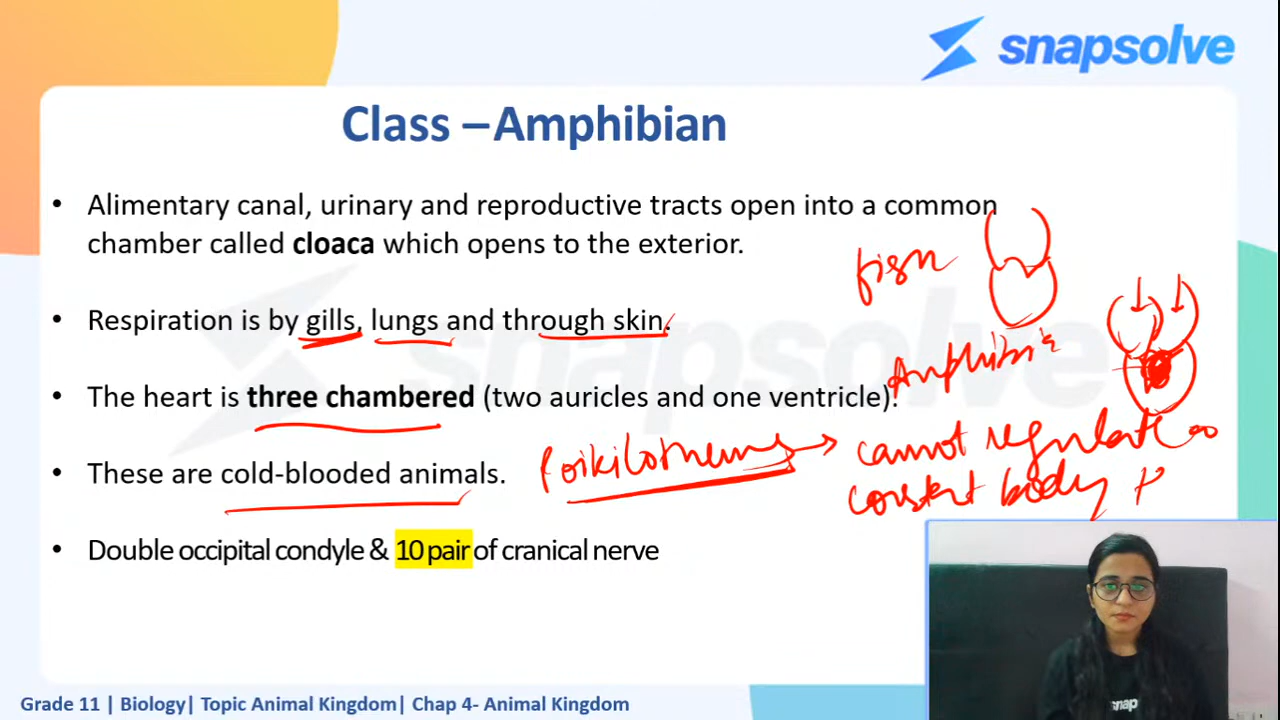 snapsolve
Class –Amphibian
• Alimentary canal, urinary and reproductive tracts open into a common
chamber called cloaca which opens to the exterior.
fish
• Respiration is by gills, lungs and through skin.
Amphibia
• The heart is three chambered (two auricles and one ventricle).
Poikilotherms → cannot regulate
• These are cold-blooded animals.
constant body
• Double occipital condyle & 10 pair of cranical nerve
snap
Grade 11 | Biology| Topic Animal Kingdom| Chap 4- Animal Kingdom